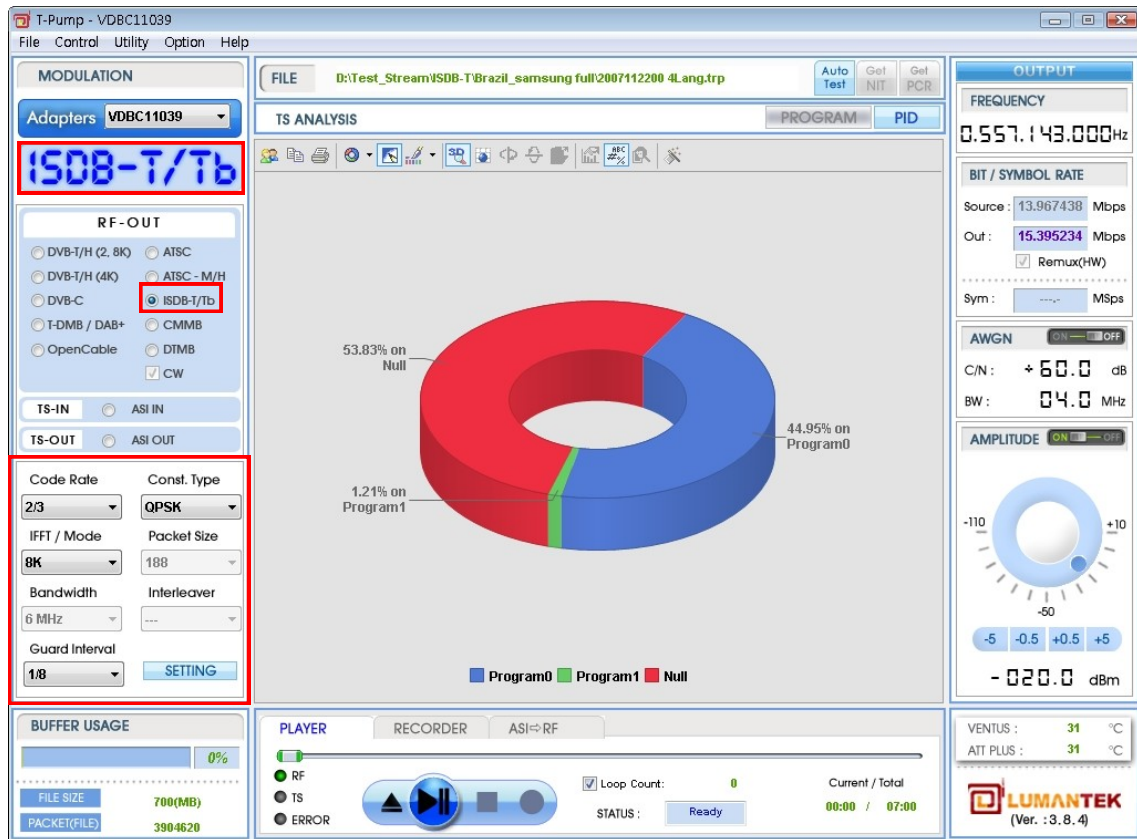 T-Pump - VDBC11039
File Control Utility Option Help
MODULATION
Adapters VDBC11039
ISDB-T/Tb
RF-OUT
DVB-T/H (2, 8K) ATSC
DVB-T/H (4K) ATSC - M/H
DVB-C ISDB-T/Tb
T-DMB / DAB+ CMMB
OpenCable DTMB
CW
TS-IN ASI IN
TS-OUT ASI OUT
Code Rate Const. Type
2/3 QPSK
IFFT / Mode Packet Size
8K 188
Bandwidth Interleaver
6 MHz ---
Guard Interval
1/8 SETTING
BUFFER USAGE
0%
FILE SIZE 700(MB)
PACKET(FILE) 3904620
FILE D:\Test_Stream\ISDB-T\Brazil_samsung full\2007112200 4Lang.trp
Auto Test Get NIT Get PCR
TS ANALYSIS PROGRAM PID
3D ABC #%
53.83% on
Null
44.95% on
Program0
1.21% on
Program1
Program0 Program1 Null
PLAYER RECORDER ASI⇨RF
RF
TS
ERROR
Loop Count: 0
STATUS : Ready
Current / Total
00:00 / 07:00
OUTPUT
FREQUENCY
0.557.143.000Hz
BIT / SYMBOL RATE
Source : 13.967438 Mbps
Out : 15.395234 Mbps
Remux(HW)
Sym : ---.- MSps
AWGN ON OFF
C/N : +60.0 dB
BW : 04.0 MHz
AMPLITUDE ON OFF
-110 +10
-50
-5 -0.5 +0.5 +5
-020.0 dBm
VENTUS : 31 °C
ATT PLUS : 31 °C
LUMANTEK
(Ver. :3.8.4)